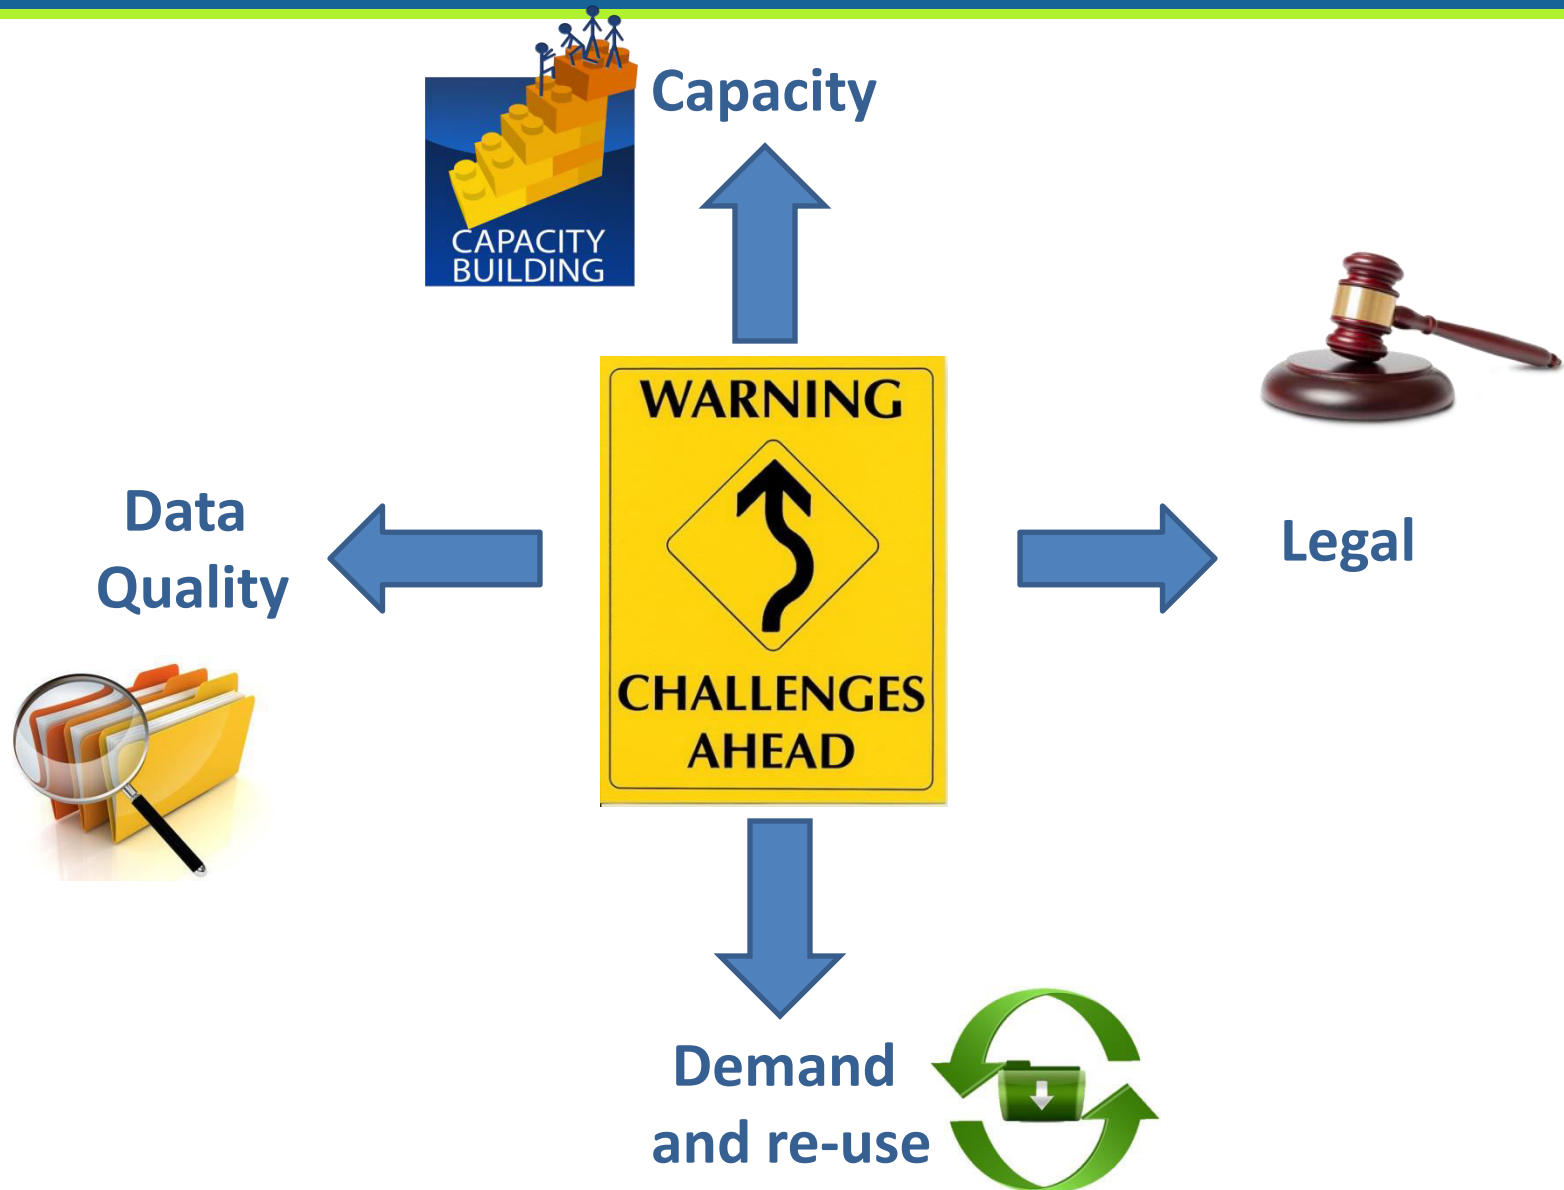 Capacity
CAPACITY
BUILDING
WARNING
CHALLENGES
AHEAD
Data
Quality
Legal
Demand
and re-use